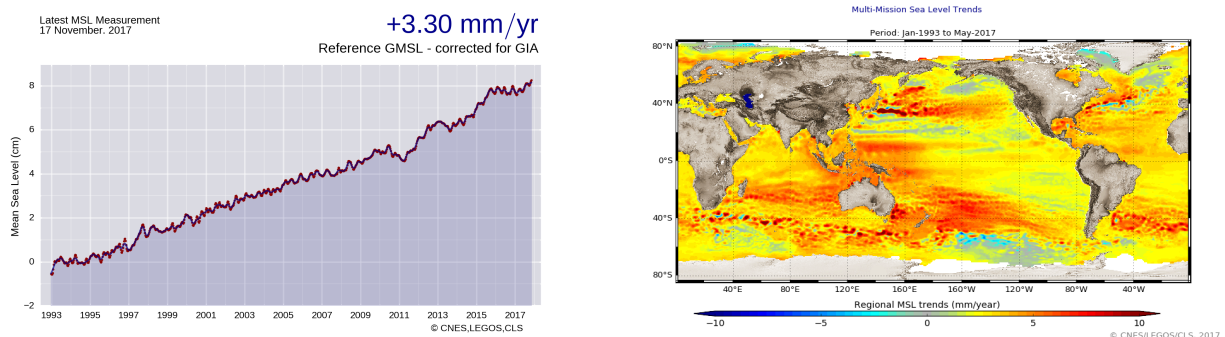 Latest MSL Measurement
17 November. 2017
+3.30 mm/yr
Reference GMSL - corrected for GIA
Mean Sea Level (cm)
8
6
4
2
0
−2
1993 1995 1996 1998 2000 2001 2003 2005 2007 2009 2011 2013 2015 2017
© CNES,LEGOS,CLS
Multi-Mission Sea Level Trends
Period: Jan-1993 to May-2017
80°N
40°N
0°S
40°S
80°S
40°E 80°E 120°E 160°E 160°W 120°W 80°W 40°W
Regional MSL trends (mm/year)
−10 −5 0 5 10
© CNES/LEGOS/CLS, 2017